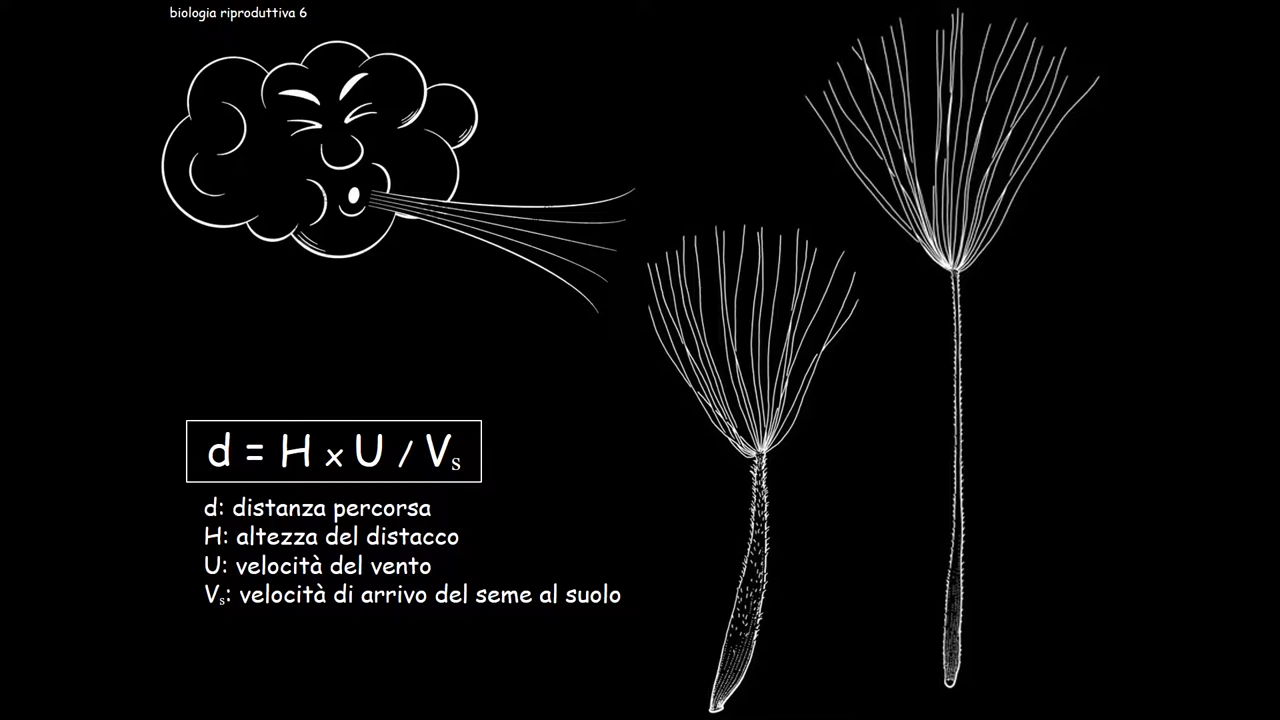 biologia riproduttiva 6
d = H x U / Vₛ
d: distanza percorsa
H: altezza del distacco
U: velocità del vento
Vₛ: velocità di arrivo del seme al suolo